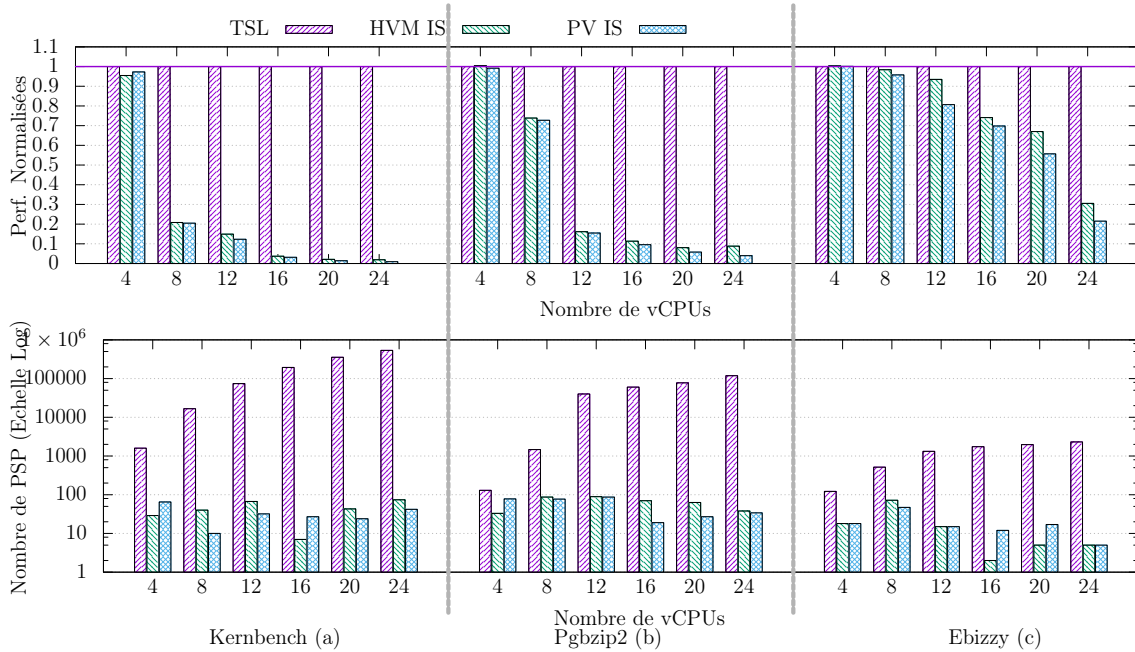 TSL HVM IS PV IS
Perf. Normalisées
1.1
1
0.9
0.8
0.7
0.6
0.5
0.4
0.3
0.2
0.1
0
4 8 12 16 20 24 4 8 12 16 20 24 4 8 12 16 20 24
Nombre de vCPUs
Nombre de PSP (Echelle Log)
1 × 10⁶
100000
10000
1000
100
10
1
4 8 12 16 20 24 4 8 12 16 20 24 4 8 12 16 20 24
Nombre de vCPUs
Kernbench (a) Pgbzip2 (b) Ebizzy (c)